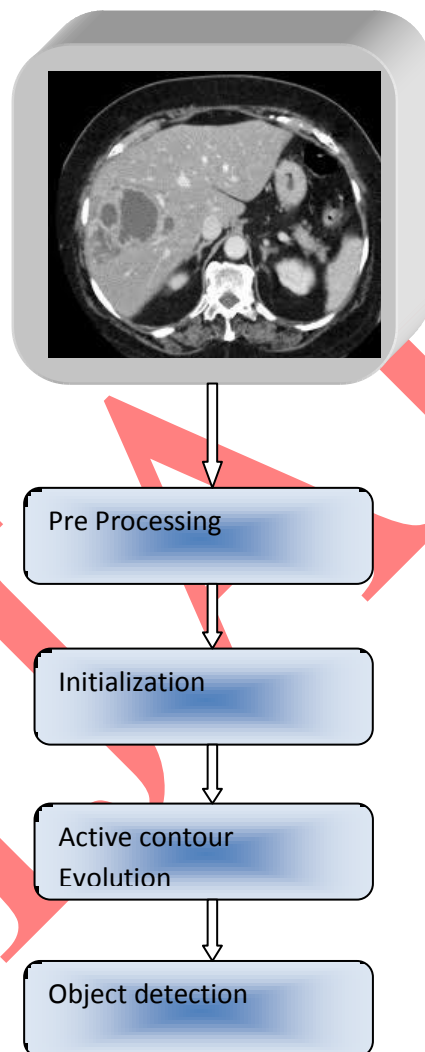 Pre Processing
Initialization
Active contour
Evolution
Object detection